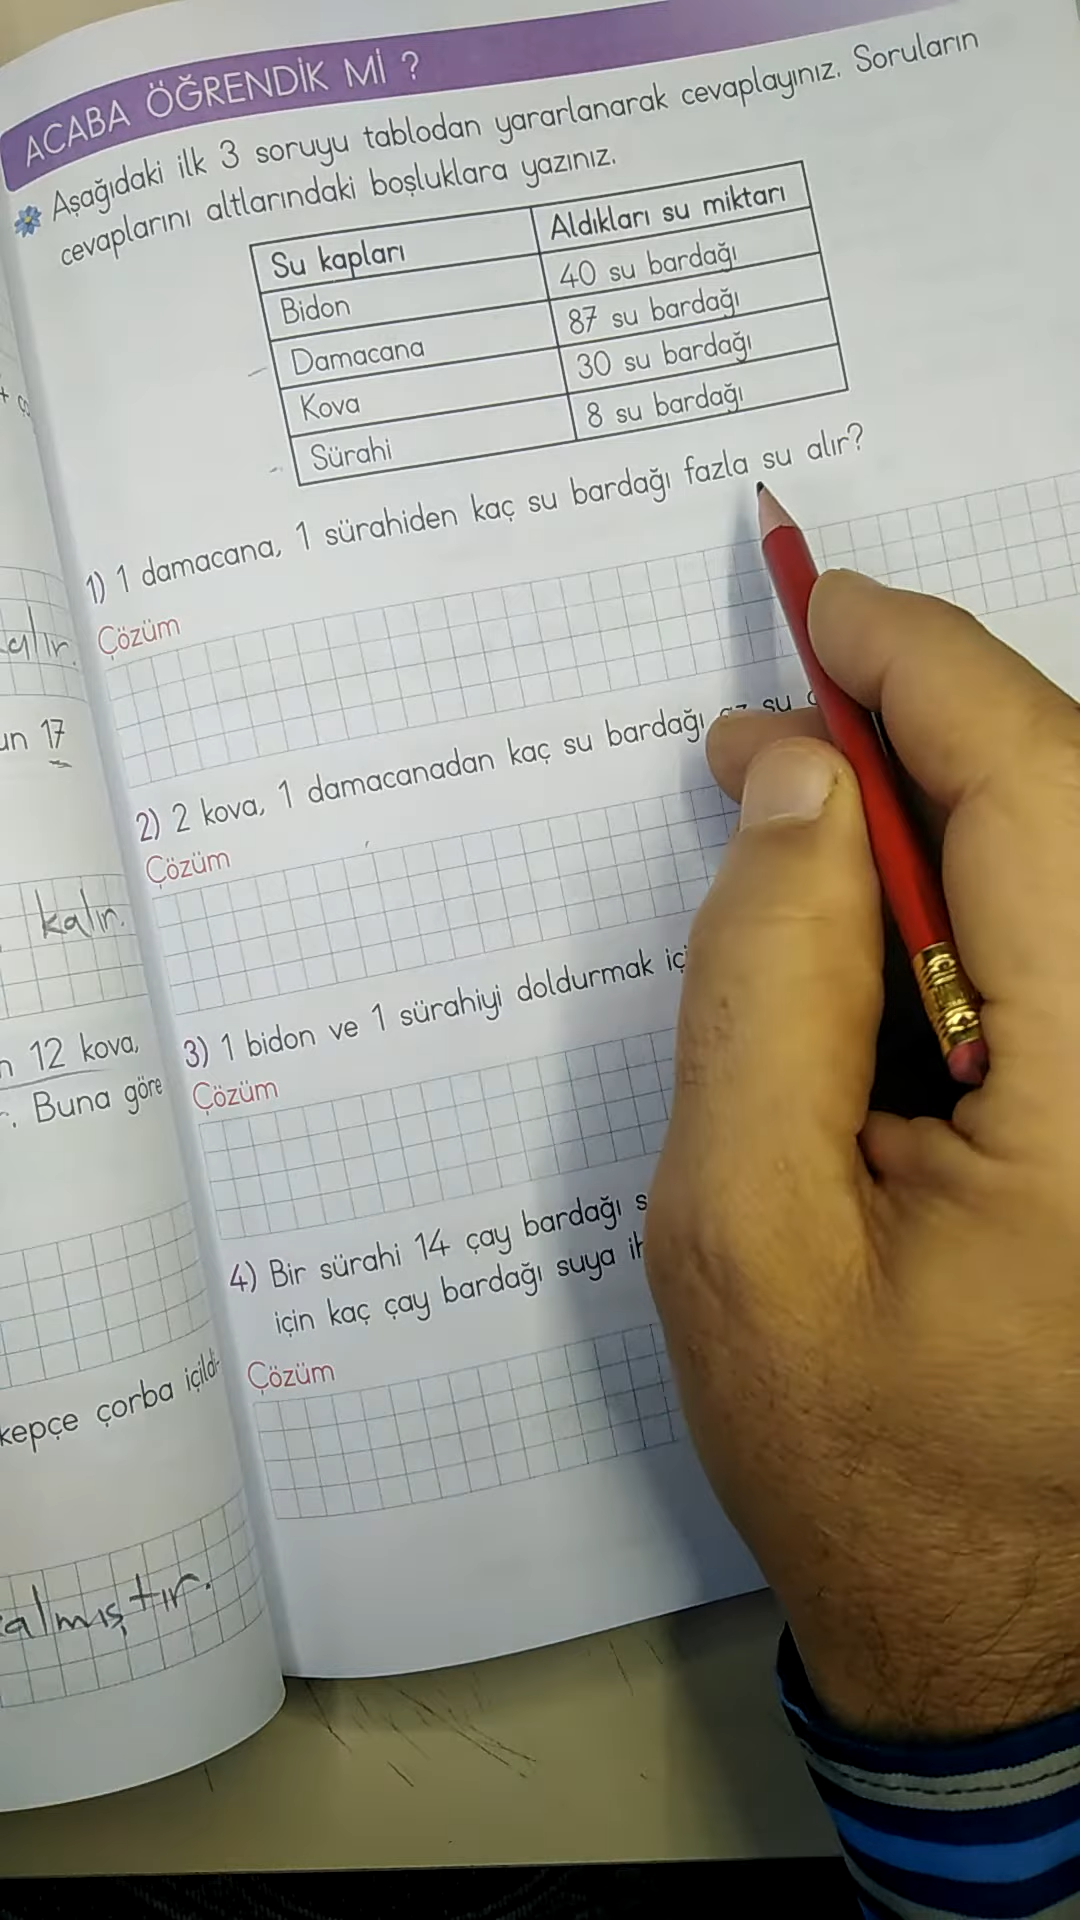 ACABA ÖĞRENDİK Mİ ?
Aşağıdaki ilk 3 soruyu tablodan yararlanarak cevaplayınız. Soruların
cevaplarını altlarındaki boşluklara yazınız.
Su kapları Aldıkları su miktarı
Bidon 40 su bardağı
Damacana 87 su bardağı
Kova 30 su bardağı
Sürahi 8 su bardağı
1) 1 damacana, 1 sürahiden kaç su bardağı fazla su alır?
Çözüm
2) 2 kova, 1 damacanadan kaç su bardağı az su
Çözüm
3) 1 bidon ve 1 sürahiyi doldurmak
Çözüm
4) Bir sürahi 14 çay bardağı
için kaç çay bardağı suya
Çözüm
17
kalır.
12 kova,
Buna göre
kepçe çorba